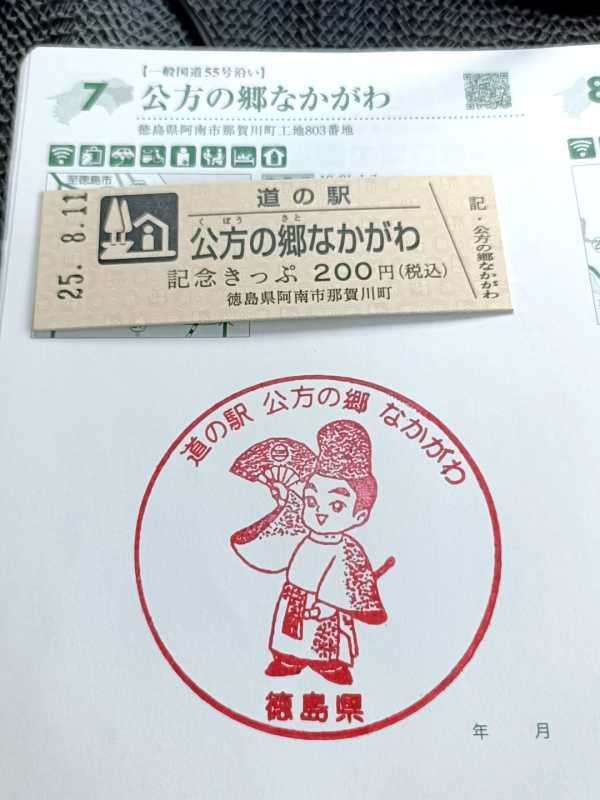 【一般国道55号沿い】
7 公方の郷なかがわ
徳島県阿南市那賀川町工地803番地
至徳島市
25. 8.11
道の駅
くぼう さと
公方の郷なかがわ
記念きっぷ 200円(税込)
徳島県阿南市那賀川町
記・公方の郷なかがわ
道の駅 公方の郷 なかがわ
徳島県
年 月